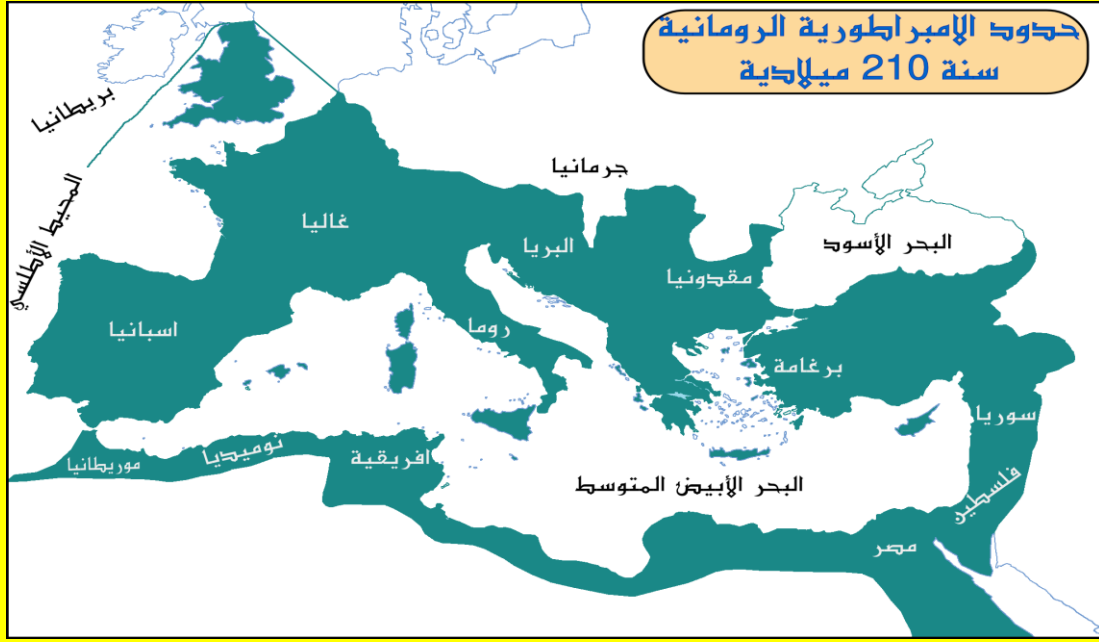 حدود الامبراطورية الرومانية
سنة 210 ميلادية
بريطانيا
المحيط الأطلسي
جرمانيا
غاليا
البريا
البحر الأسود
مقدونيا
اسبانيا
روما
برغامة
سوريا
موريطانيا
نوميديا
افريقية
البحر الأبيض المتوسط
فلسطين
مصر